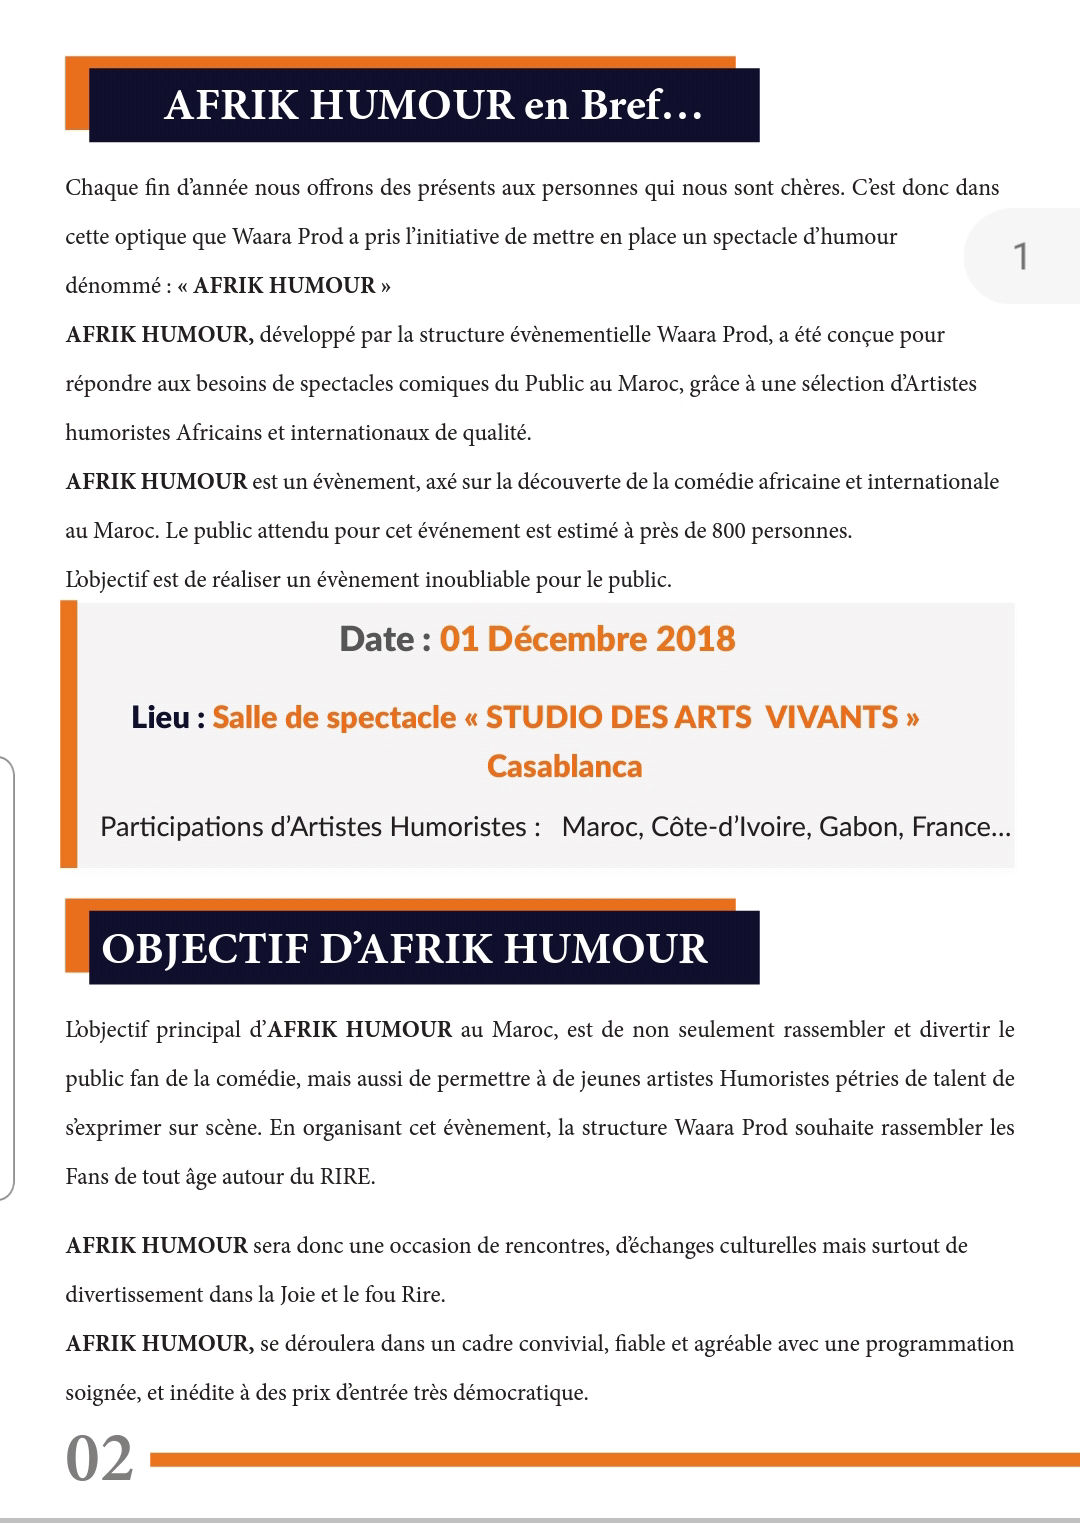 AFRIK HUMOUR en Bref…
Chaque fin d’année nous offrons des présents aux personnes qui nous sont chères. C’est donc dans
cette optique que Waara Prod a pris l’initiative de mettre en place un spectacle d’humour
1
dénommé : « AFRIK HUMOUR »
AFRIK HUMOUR, développé par la structure évènementielle Waara Prod, a été conçue pour
répondre aux besoins de spectacles comiques du Public au Maroc, grâce à une sélection d’Artistes
humoristes Africains et internationaux de qualité.
AFRIK HUMOUR est un évènement, axé sur la découverte de la comédie africaine et internationale
au Maroc. Le public attendu pour cet événement est estimé à près de 800 personnes.
L’objectif est de réaliser un évènement inoubliable pour le public.
Date : 01 Décembre 2018
Lieu : Salle de spectacle « STUDIO DES ARTS VIVANTS »
Casablanca
Participations d’Artistes Humoristes : Maroc, Côte-d’Ivoire, Gabon, France…
OBJECTIF D’AFRIK HUMOUR
L’objectif principal d’AFRIK HUMOUR au Maroc, est de non seulement rassembler et divertir le
public fan de la comédie, mais aussi de permettre à de jeunes artistes Humoristes pétries de talent de
s’exprimer sur scène. En organisant cet évènement, la structure Waara Prod souhaite rassembler les
Fans de tout âge autour du RIRE.
AFRIK HUMOUR sera donc une occasion de rencontres, d’échanges culturelles mais surtout de
divertissement dans la Joie et le fou Rire.
AFRIK HUMOUR, se déroulera dans un cadre convivial, fiable et agréable avec une programmation
soignée, et inédite à des prix d’entrée très démocratique.
02